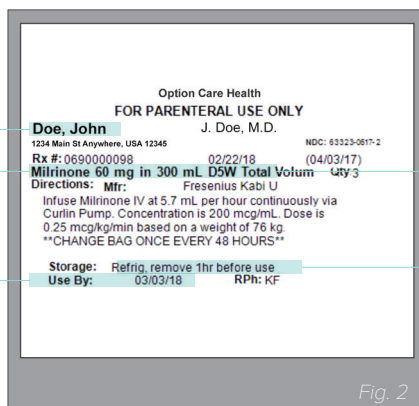 Option Care Health
FOR PARENTERAL USE ONLY
Doe, John J. Doe, M.D.
1234 Main St Anywhere, USA 12345 NDC: 63323-0617-2
Rx #: 0690000098 02/22/18 (04/03/17)
Milrinone 60 mg in 300 mL D5W Total Volum Qty 3
Directions: Mfr: Fresenius Kabi U
Infuse Milrinone IV at 5.7 mL per hour continuously via
Curlin Pump. Concentration is 200 mcg/mL. Dose is
0.25 mcg/kg/min based on a weight of 76 kg.
**CHANGE BAG ONCE EVERY 48 HOURS**
Storage: Refrig, remove 1hr before use
Use By: 03/03/18 RPh: KF
Fig. 2